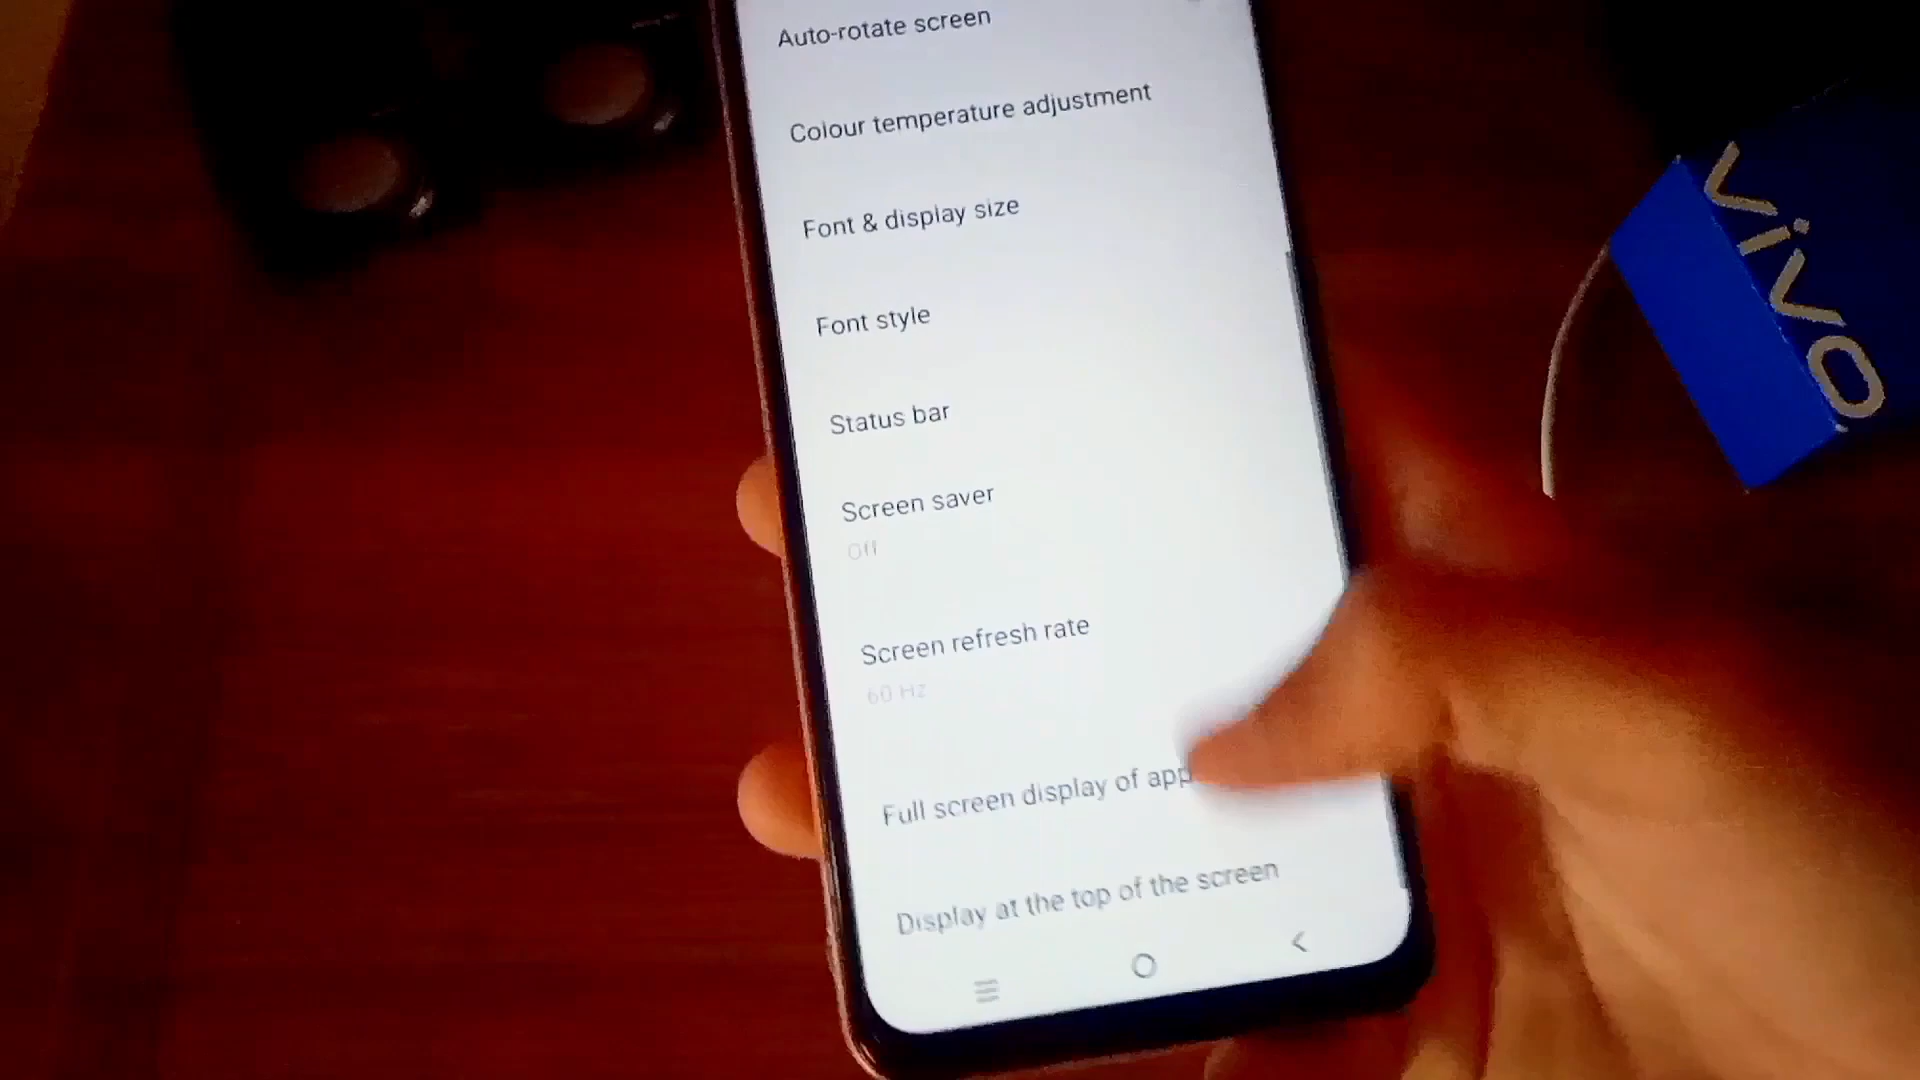 Auto-rotate screen
Colour temperature adjustment
Font & display size
Font style
Status bar
Screen saver
Off
Screen refresh rate
60 Hz
Full screen display of app
Display at the top of the screen
vivo